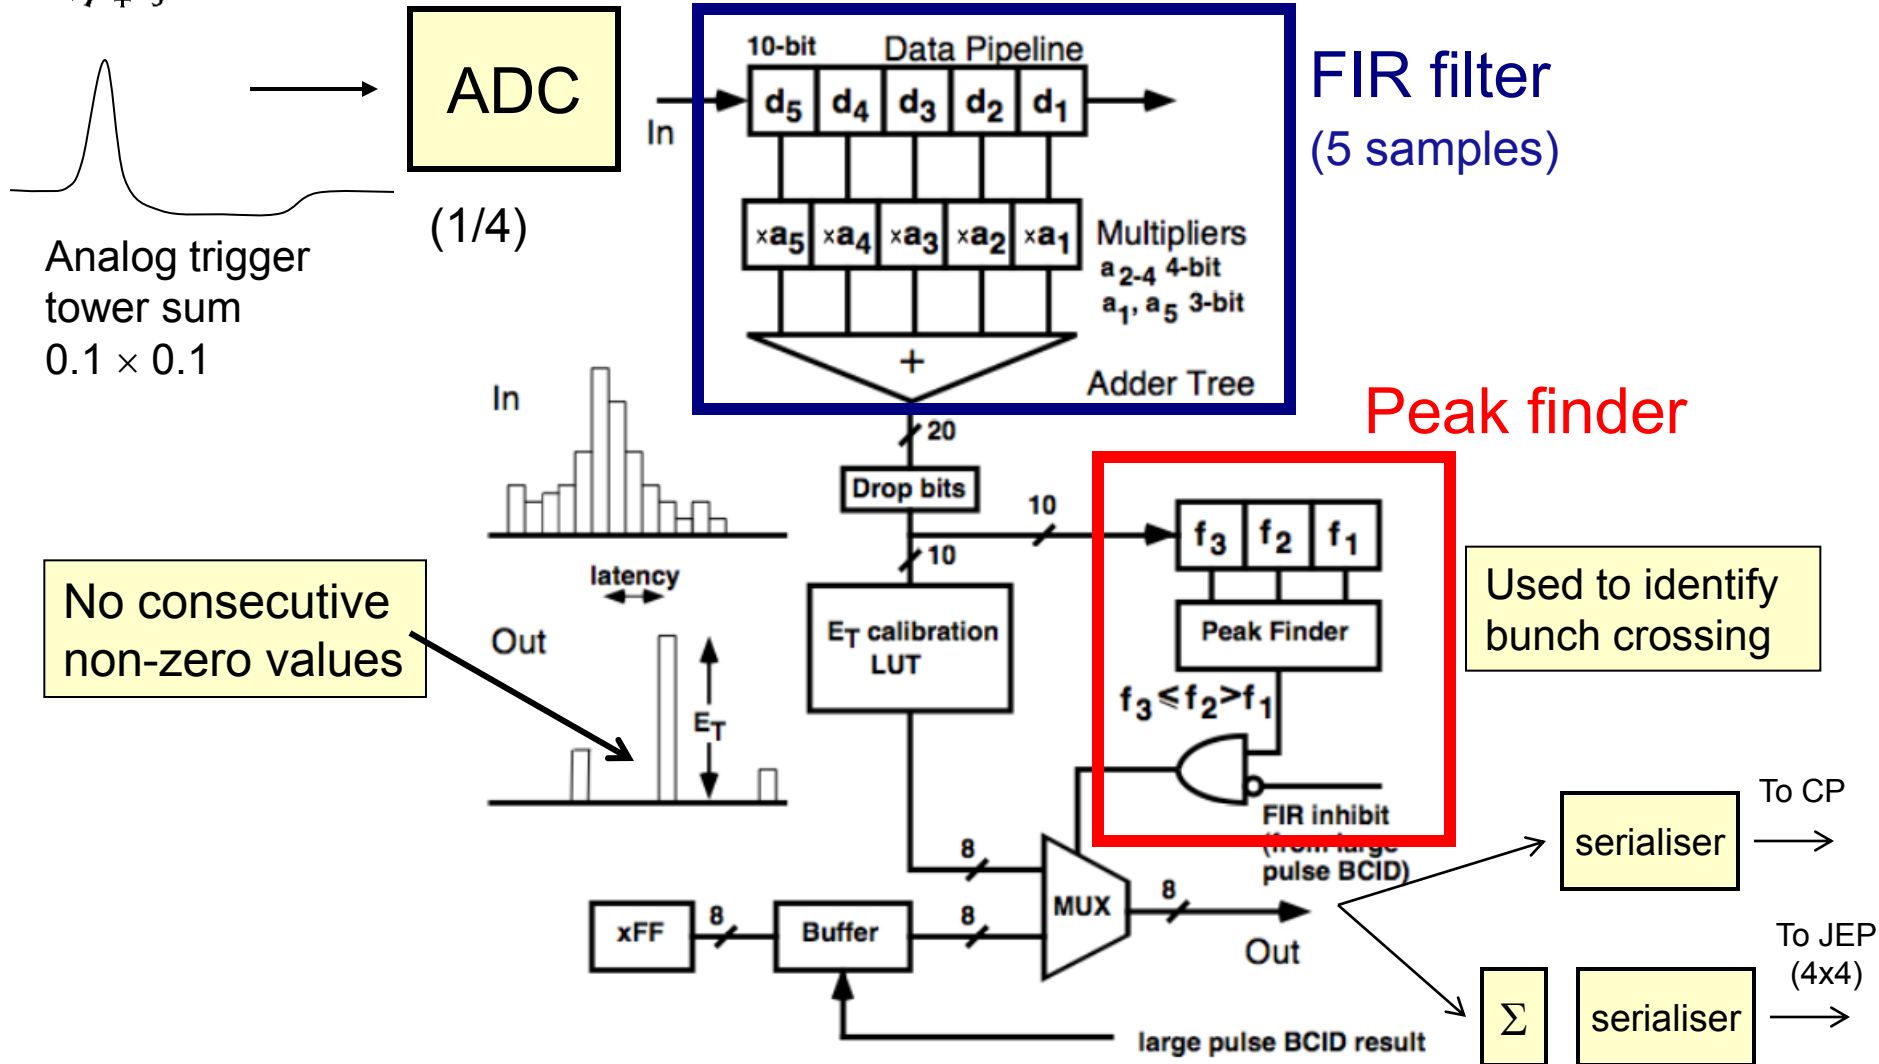 ADC
(1/4)
Analog trigger
tower sum
0.1 × 0.1
10-bit
Data Pipeline
In
d5 d4 d3 d2 d1
×a5 ×a4 ×a3 ×a2 ×a1
Multipliers
a2-4 4-bit
a1, a5 3-bit
+
Adder Tree
FIR filter
(5 samples)
In
latency
Out
ET
No consecutive
non-zero values
20
Drop bits
10
10
ET calibration
LUT
Peak finder
f3 f2 f1
Peak Finder
f3≤f2>f1
Used to identify
bunch crossing
FIR inhibit
(from large
pulse BCID)
8
xFF
8
Buffer
8
MUX
8
Out
large pulse BCID result
serialiser
To CP
Σ
serialiser
To JEP
(4x4)